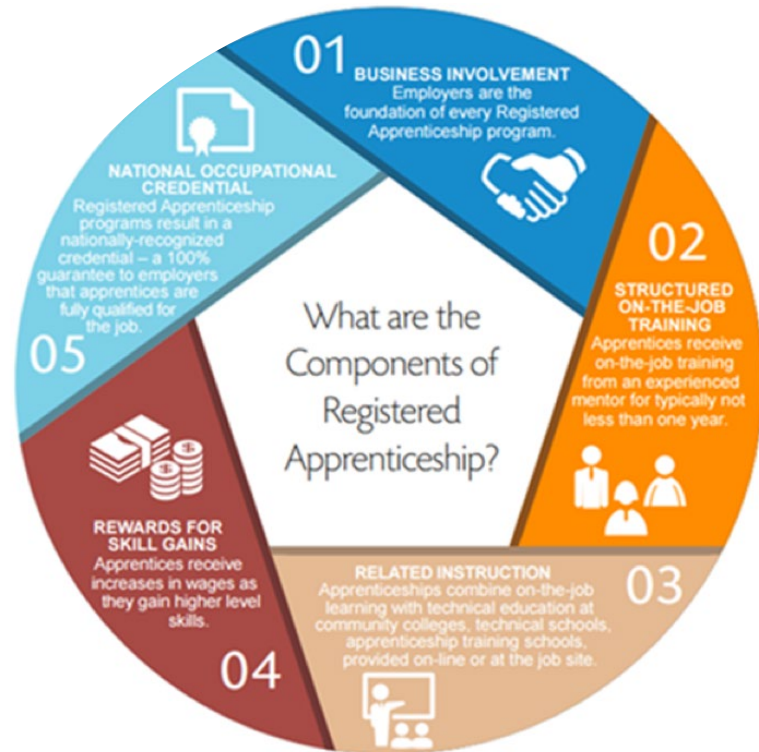 What are the
Components of
Registered
Apprenticeship?
01
BUSINESS INVOLVEMENT
Employers are the
foundation of every Registered
Apprenticeship program.
02
STRUCTURED
ON-THE-JOB
TRAINING
Apprentices receive
on-the-job training
from an experienced
mentor for typically not
less than one year.
03
RELATED INSTRUCTION
Apprenticeships combine on-the-job
learning with technical education at
community colleges, technical schools,
apprenticeship training schools,
provided on-line or at the job site.
04
REWARDS FOR
SKILL GAINS
Apprentices receive
increases in wages as
they gain higher level
skills.
05
NATIONAL OCCUPATIONAL
CREDENTIAL
Registered Apprenticeship
programs result in a
nationally-recognized
credential – a 100%
guarantee to employers
that apprentices are
fully qualified for
the job.